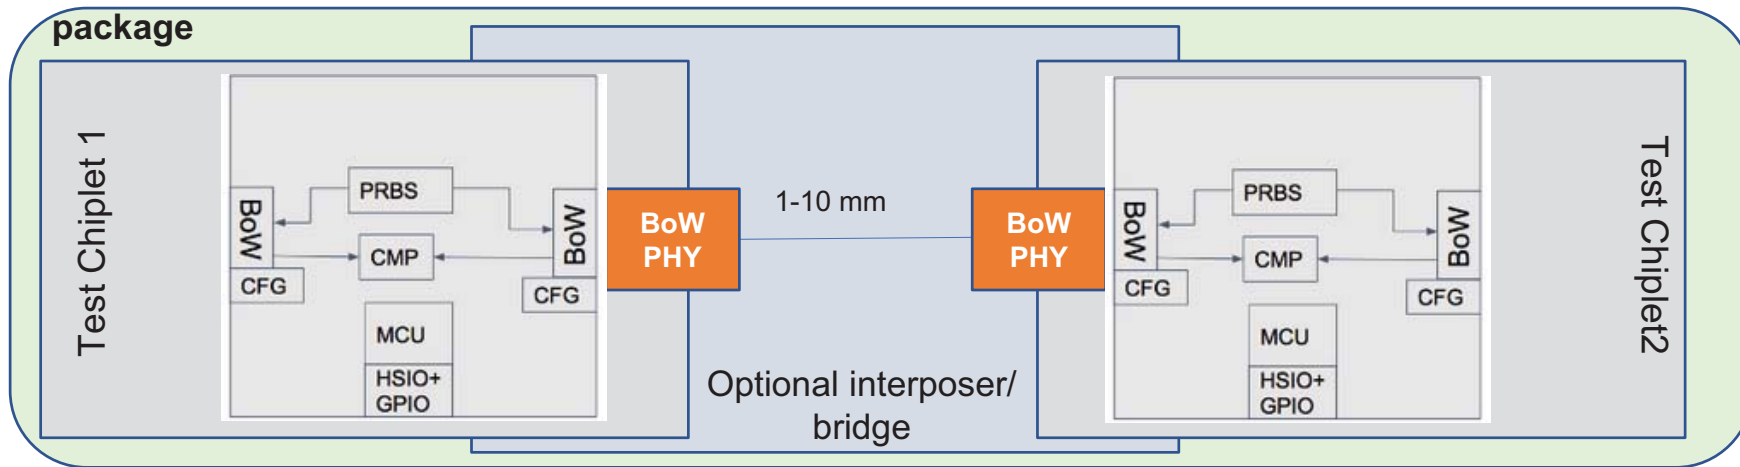 package
Test Chiplet 1
BoW
PRBS
BoW
CMP
CFG
CFG
MCU
HSIO+
GPIO
BoW
PHY
1-10 mm
Optional interposer/
bridge
BoW
PHY
BoW
PRBS
BoW
CMP
CFG
CFG
MCU
HSIO+
GPIO
Test Chiplet2